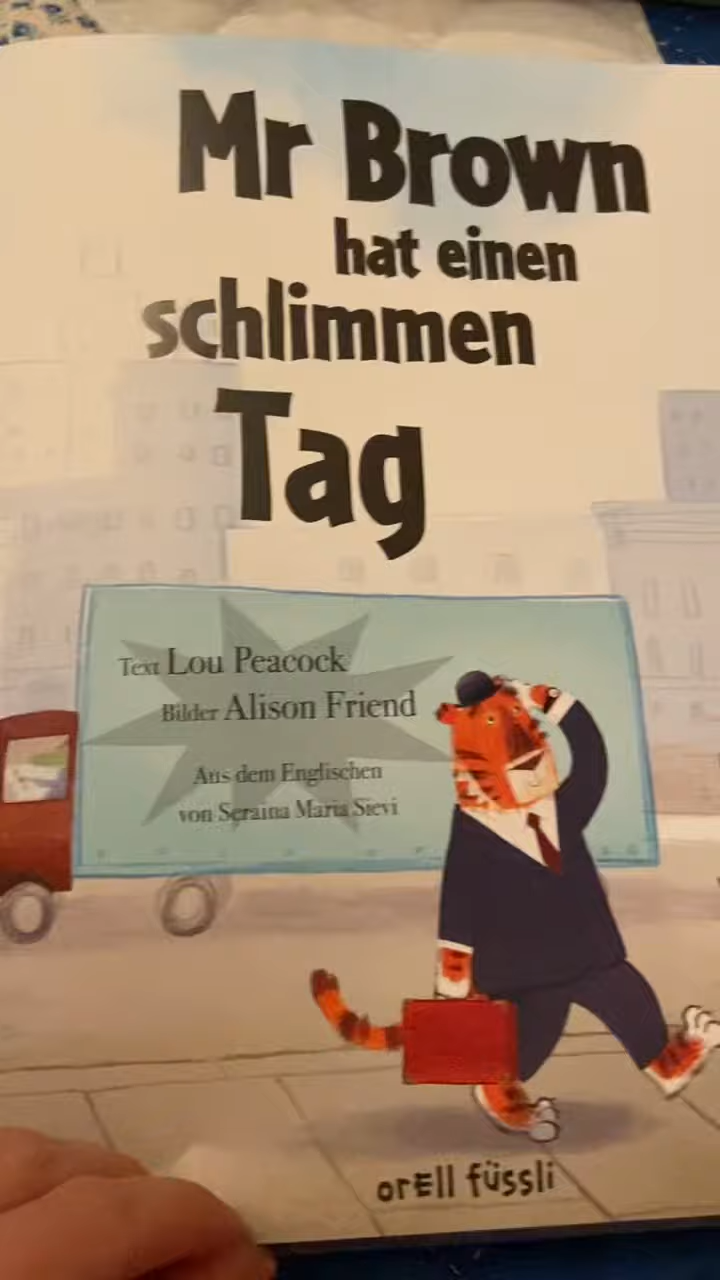 Mr Brown
hat einen
schlimmen
Tag
Text Lou Peacock
Bilder Alison Friend
Aus dem Englischen
von Seraina Maria Sievi
orell füssli